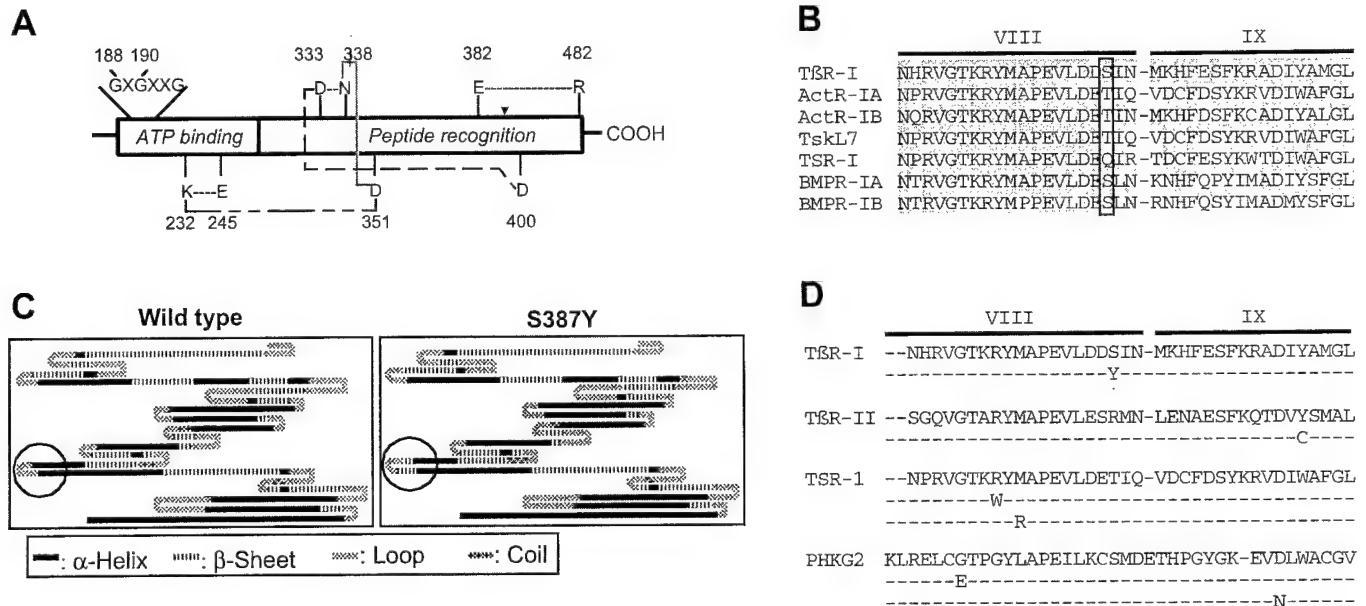 A
188 190 333 338 382 482
GXGXXG D N E R
ATP binding Peptide recognition COOH
K E D D
232 245 351 400
B
VIII IX
TßR-I NHRVGTKRYMAPEVLDDSIN-MKHFESFKRADIYAMGL
ActR-IA NPRVGTKRYMAPEVLDETIQ-VDCFDSYKRVDIWAFGL
ActR-IB NQRVGTKRYMAPEVLDETIN-MKHFDSFKCADIYALGL
TskL7 NPRVGTKRYMAPEVLDETIQ-VDCFDSYKRVDIWAFGL
TSR-I NPRVGTKRYMAPEVLDEQIR-TDCFESYKWTDIWAFGL
BMPR-IA NTRVGTKRYMAPEVLDESLN-KNHFQPYIMADIYSFGL
BMPR-IB NTRVGTKRYMPPEVLDESLN-RNHFQSYIMADMYSFGL
C
Wild type S387Y
: α-Helix : β-Sheet : Loop : Coil
D
VIII IX
TßR-I --NHRVGTKRYMAPEVLDDSIN-MKHFESFKRADIYAMGL
-------------------Y--------------------
TßR-II --SGQVGTARYMAPEVLESRMN-LENAESFKQTDVYSMAL
-----------------------------------C----
TSR-1 --NPRVGTKRYMAPEVLDETIQ-VDCFDSYKRVDIWAFGL
---------W------------------------------
-----------R----------------------------
PHKG2 KLRELCGTPGYLAPEILKCSMDETHPGYGK-EVDLWACGV
------E---------------------------------
---------------------------------N------